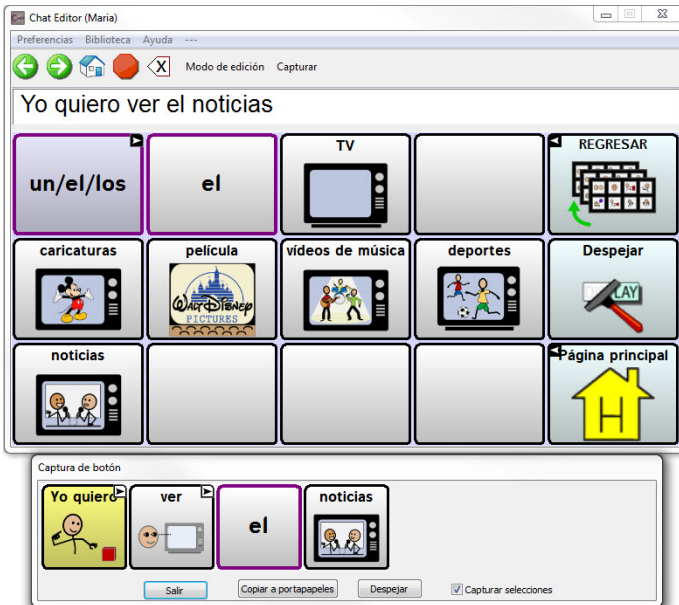 Chat Editor (Maria)
Preferencias Biblioteca Ayuda ---
X Modo de edición Capturar
Yo quiero ver el noticias
un/el/los el TV REGRESAR
caricaturas película vídeos de música deportes Despejar
WALT DISNEY
PICTURES
LAY
noticias Página principal
H
Captura de botón
Yo quiero ver el noticias
Salir Copiar a portapapeles Despejar Capturar selecciones